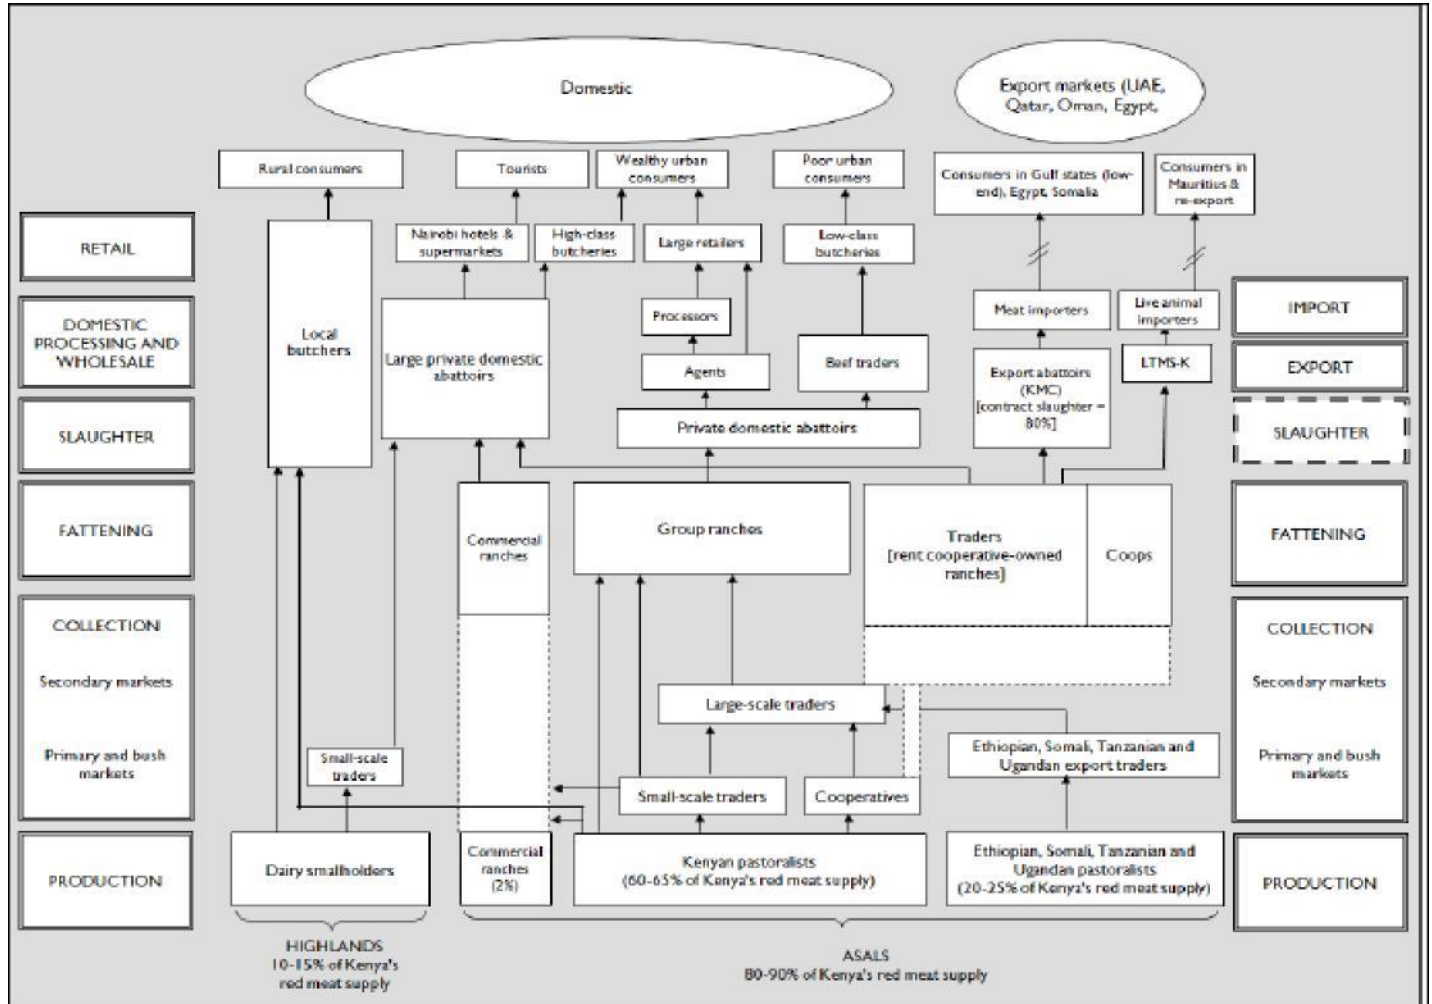 Domestic
Export markets (UAE,
Qatar, Oman, Egypt,
Rural consumers
Tourists
Wealthy urban
consumers
Poor urban
consumers
Consumers in Gulf states (low-
end), Egypt, Somalia
Consumers in
Mauritius &
re-export
RETAIL
Nairobi hotels &
supermarkets
High-class
butcheries
Large retailers
Low-class
butcheries
DOMESTIC
PROCESSING AND
WHOLESALE
Local
butchers
Large private domestic
abattoirs
Processors
Agents
Beef traders
Meat importers
Live animal
importers
IMPORT
Export abattoirs
(KMC)
[contract slaughter =
80%]
LTMS-K
EXPORT
SLAUGHTER
Private domestic abattoirs
SLAUGHTER
FATTENING
Commercial
ranches
Group ranches
Traders
[rent cooperative-owned
ranches]
Coops
FATTENING
COLLECTION
Secondary markets
Primary and bush
markets
Small-scale
traders
Large-scale traders
Small-scale traders
Cooperatives
Ethiopian, Somali, Tanzanian and
Ugandan export traders
COLLECTION
Secondary markets
Primary and bush
markets
PRODUCTION
Dairy smallholders
Commercial
ranches
(2%)
Kenyan pastoralists
(60-65% of Kenya's red meat supply)
Ethiopian, Somali, Tanzanian and
Ugandan pastoralists
(20-25% of Kenya's red meat supply)
PRODUCTION
HIGHLANDS
10-15% of Kenya's
red meat supply
ASALS
80-90% of Kenya's red meat supply